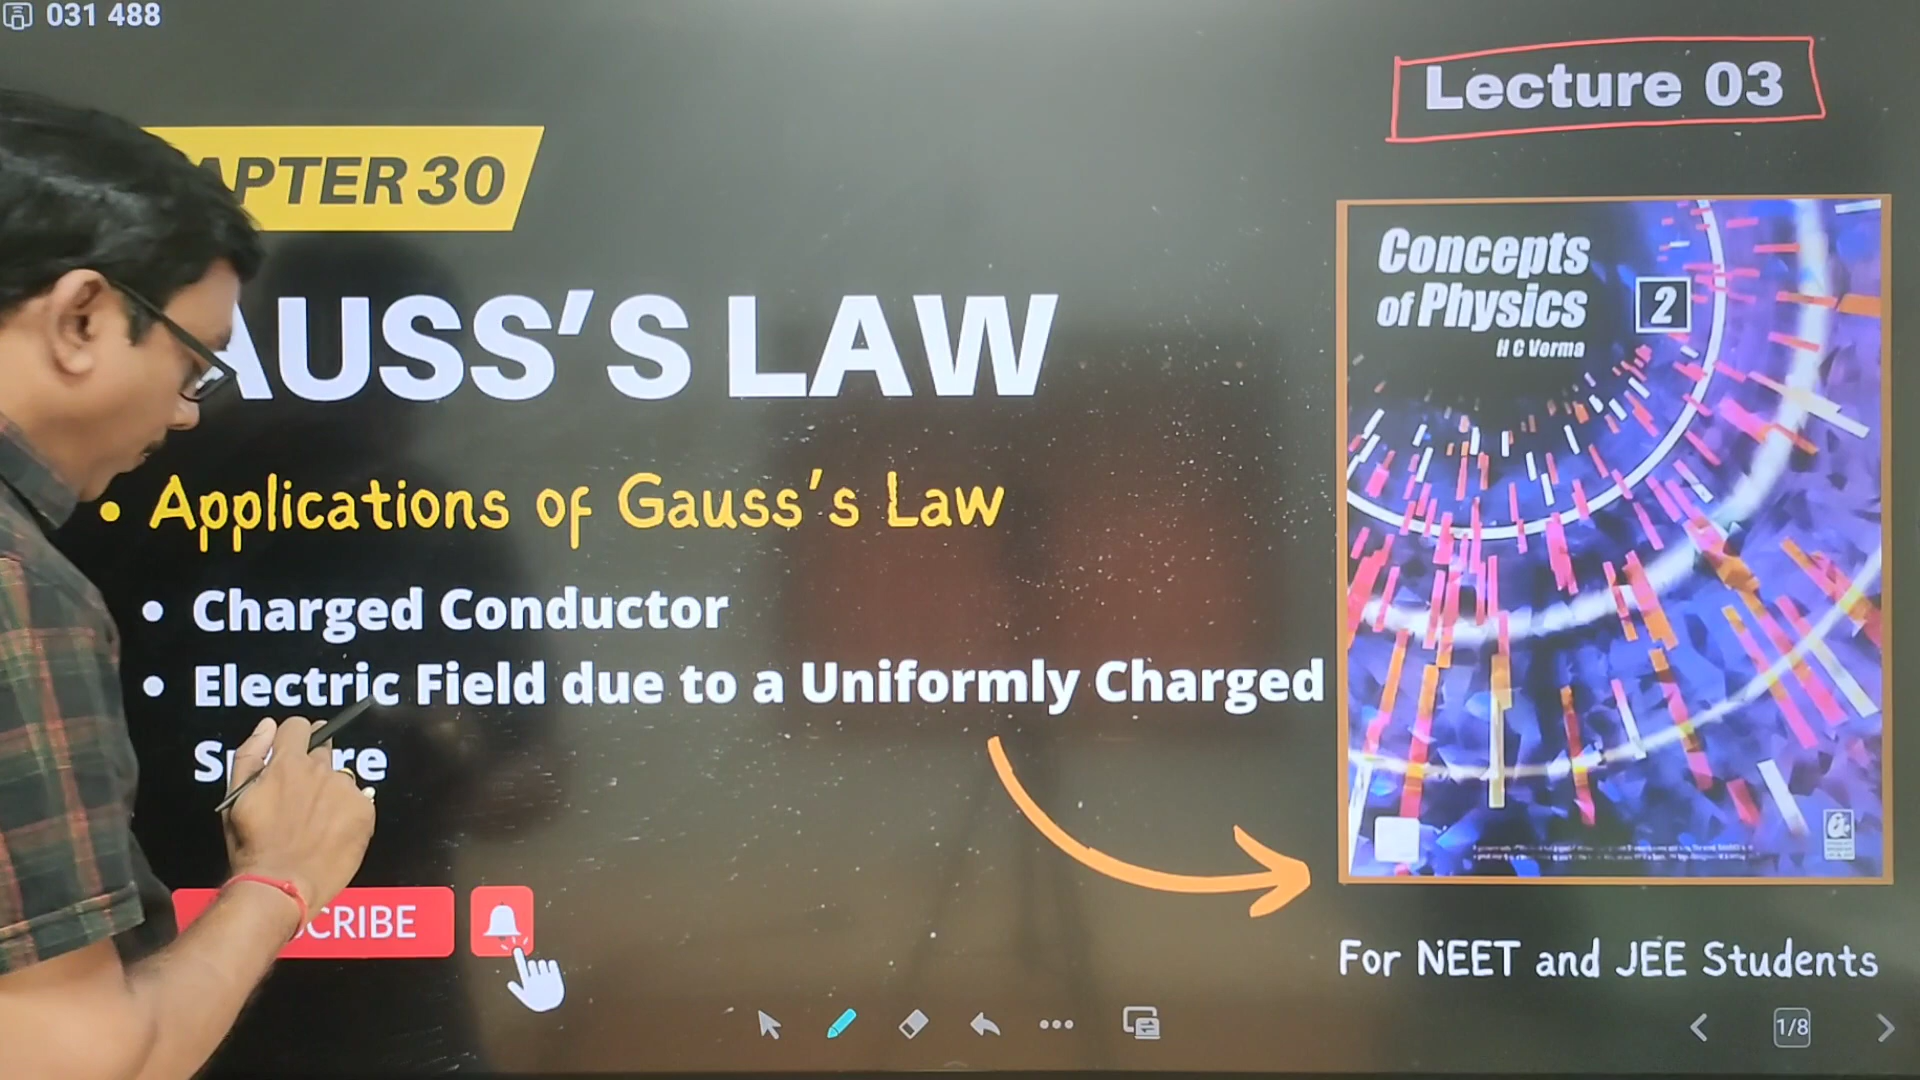 031 488
Lecture 03
APTER 30
AUSS'S LAW
Concepts
of Physics 2
H C Verma
• Applications of Gauss's Law
• Charged Conductor
• Electric Field due to a Uniformly Charged
CRIBE
For NEET and JEE Students
1/8